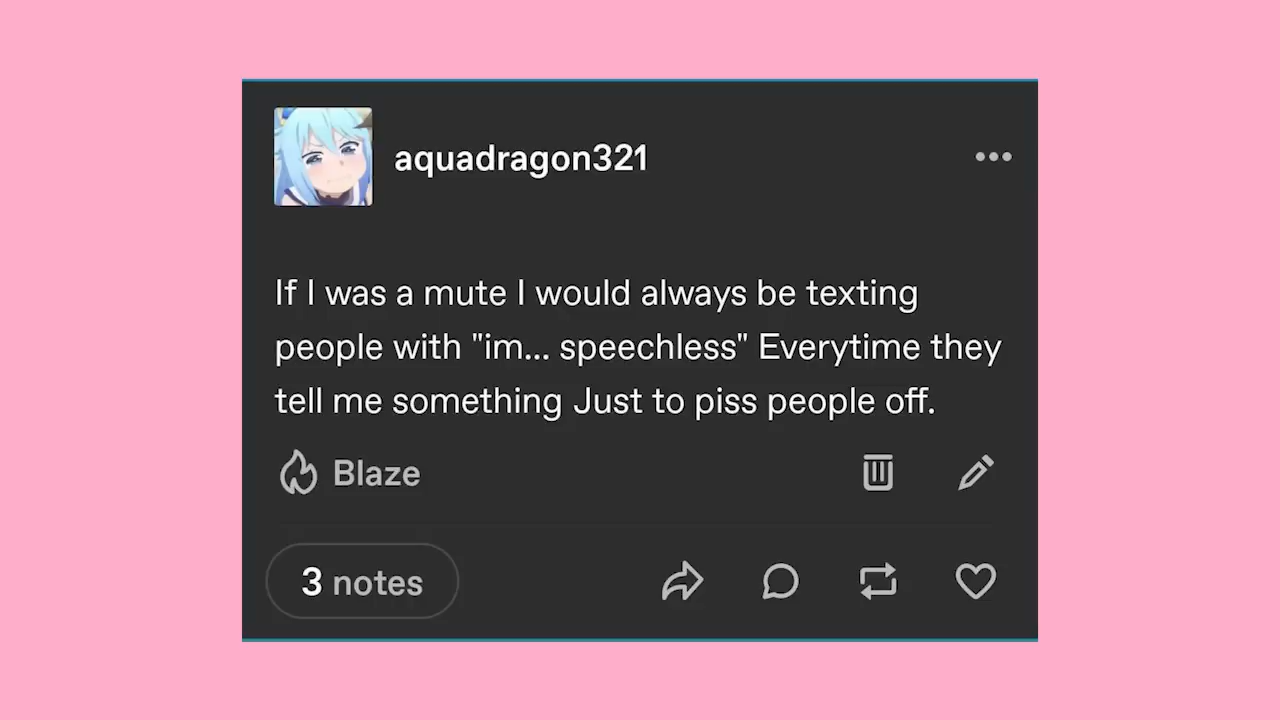 aquadragon321
If I was a mute I would always be texting
people with "im... speechless" Everytime they
tell me something Just to piss people off.
Blaze
3 notes